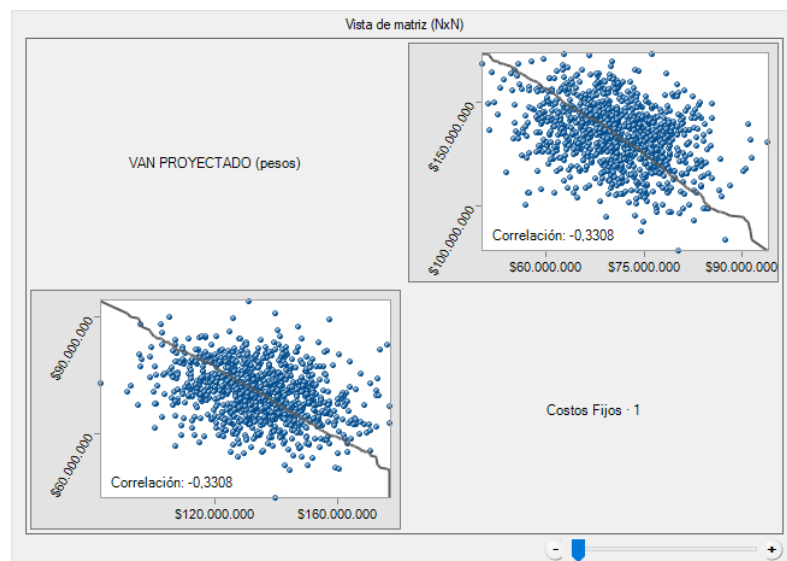 Vista de matriz (NxN)
VAN PROYECTADO (pesos)
$150.000.000
$100.000.000
Correlación: -0,3308
$60.000.000 $75.000.000 $90.000.000
$90.000.000
$60.000.000
Correlación: -0,3308
$120.000.000 $160.000.000
Costos Fijos · 1
- +